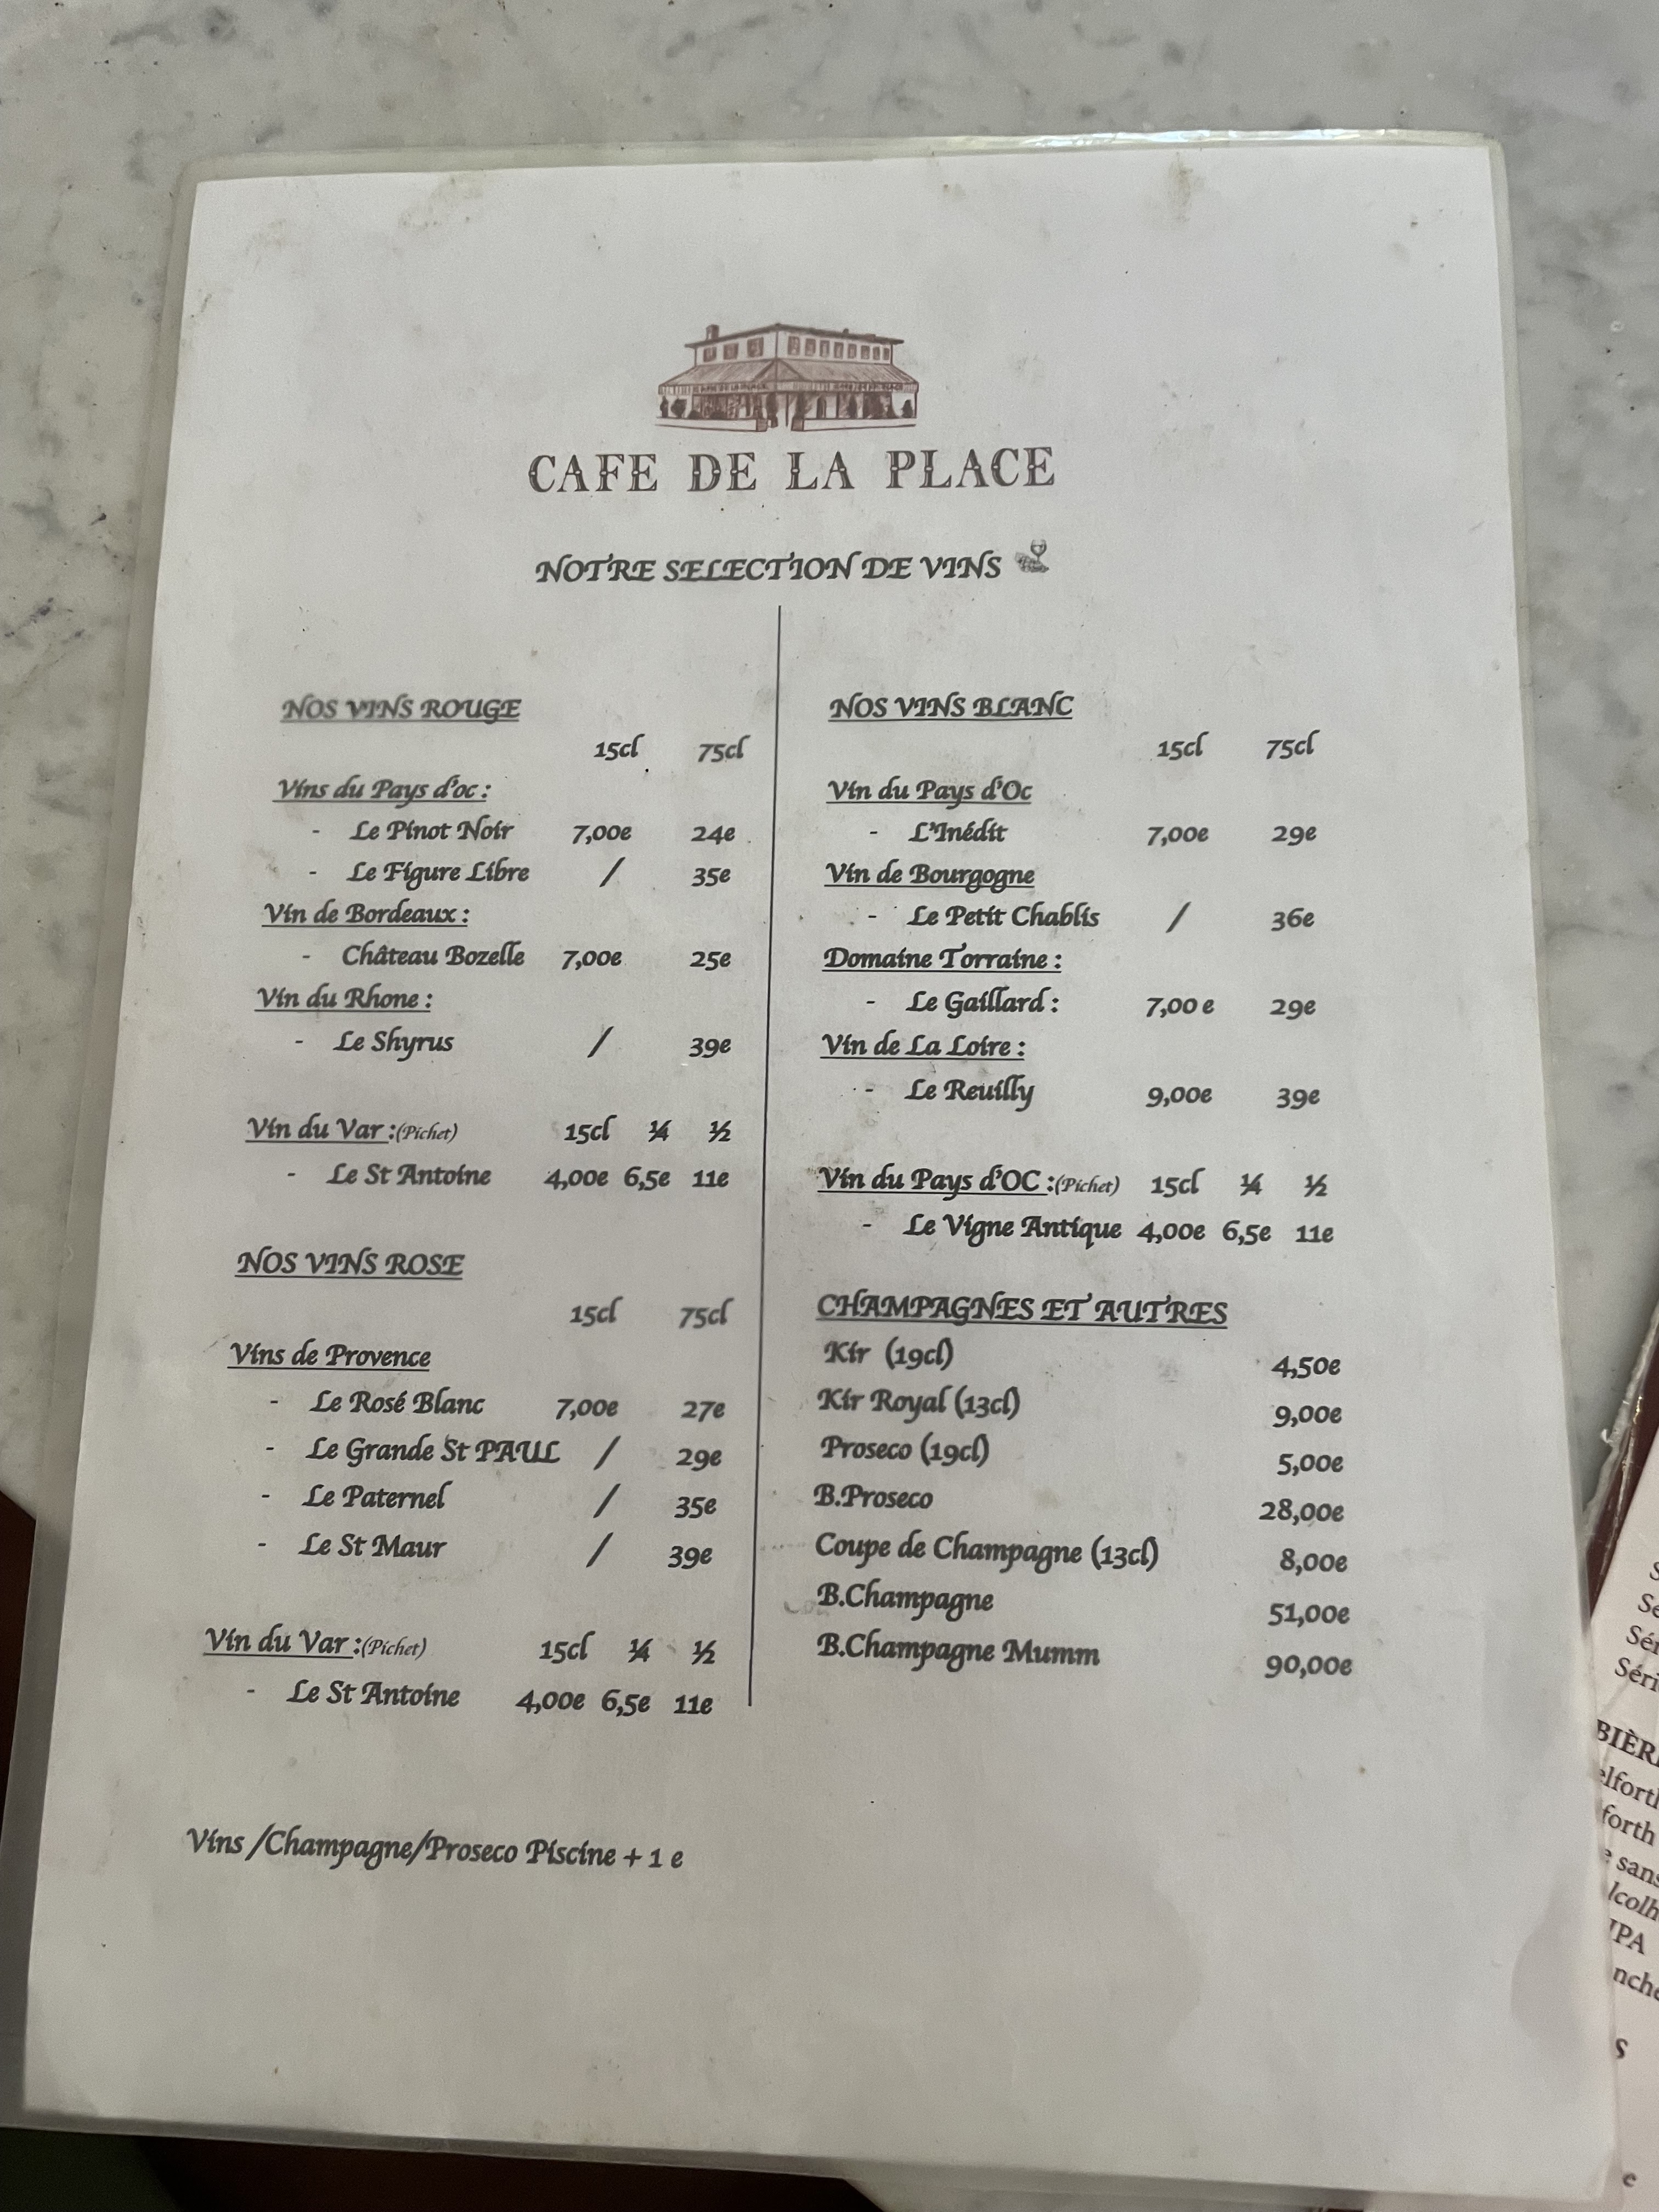 CAFE DE LA PLACE
NOTRE SELECTION DE VINS
NOS VINS ROUGE
15cl 75cl
Vins du Pays d'oc :
- Le Pinot Noir 7,00e 24e
- Le Figure Libre / 35e
Vin de Bordeaux :
- Château Bozelle 7,00e 25e
Vin du Rhone :
- Le Shyrus / 39e
Vin du Var :(Pichet) 15cl ¼ ½
- Le St Antoine 4,00e 6,5e 11e
NOS VINS ROSE
15cl 75cl
Vins de Provence
- Le Rosé Blanc 7,00e 27e
- Le Grande St PAUL / 29e
- Le Paternel / 35e
- Le St Maur / 39e
Vin du Var :(Pichet) 15cl ¼ ½
- Le St Antoine 4,00e 6,5e 11e
NOS VINS BLANC
15cl 75cl
Vin du Pays d'Oc
- L'Inédit 7,00e 29e
Vin de Bourgogne
- Le Petit Chablis / 36e
Domaine Torraine :
- Le Gaillard : 7,00 e 29e
Vin de La Loire :
- Le Reuilly 9,00e 39e
Vin du Pays d'OC :(Pichet) 15cl ¼ ½
- Le Vigne Antique 4,00e 6,5e 11e
CHAMPAGNES ET AUTRES
Kir (19cl) 4,50e
Kir Royal (13cl) 9,00e
Proseco (19cl) 5,00e
B.Proseco 28,00e
Coupe de Champagne (13cl) 8,00e
B.Champagne 51,00e
B.Champagne Mumm 90,00e
Vins /Champagne/Proseco Piscine + 1 e